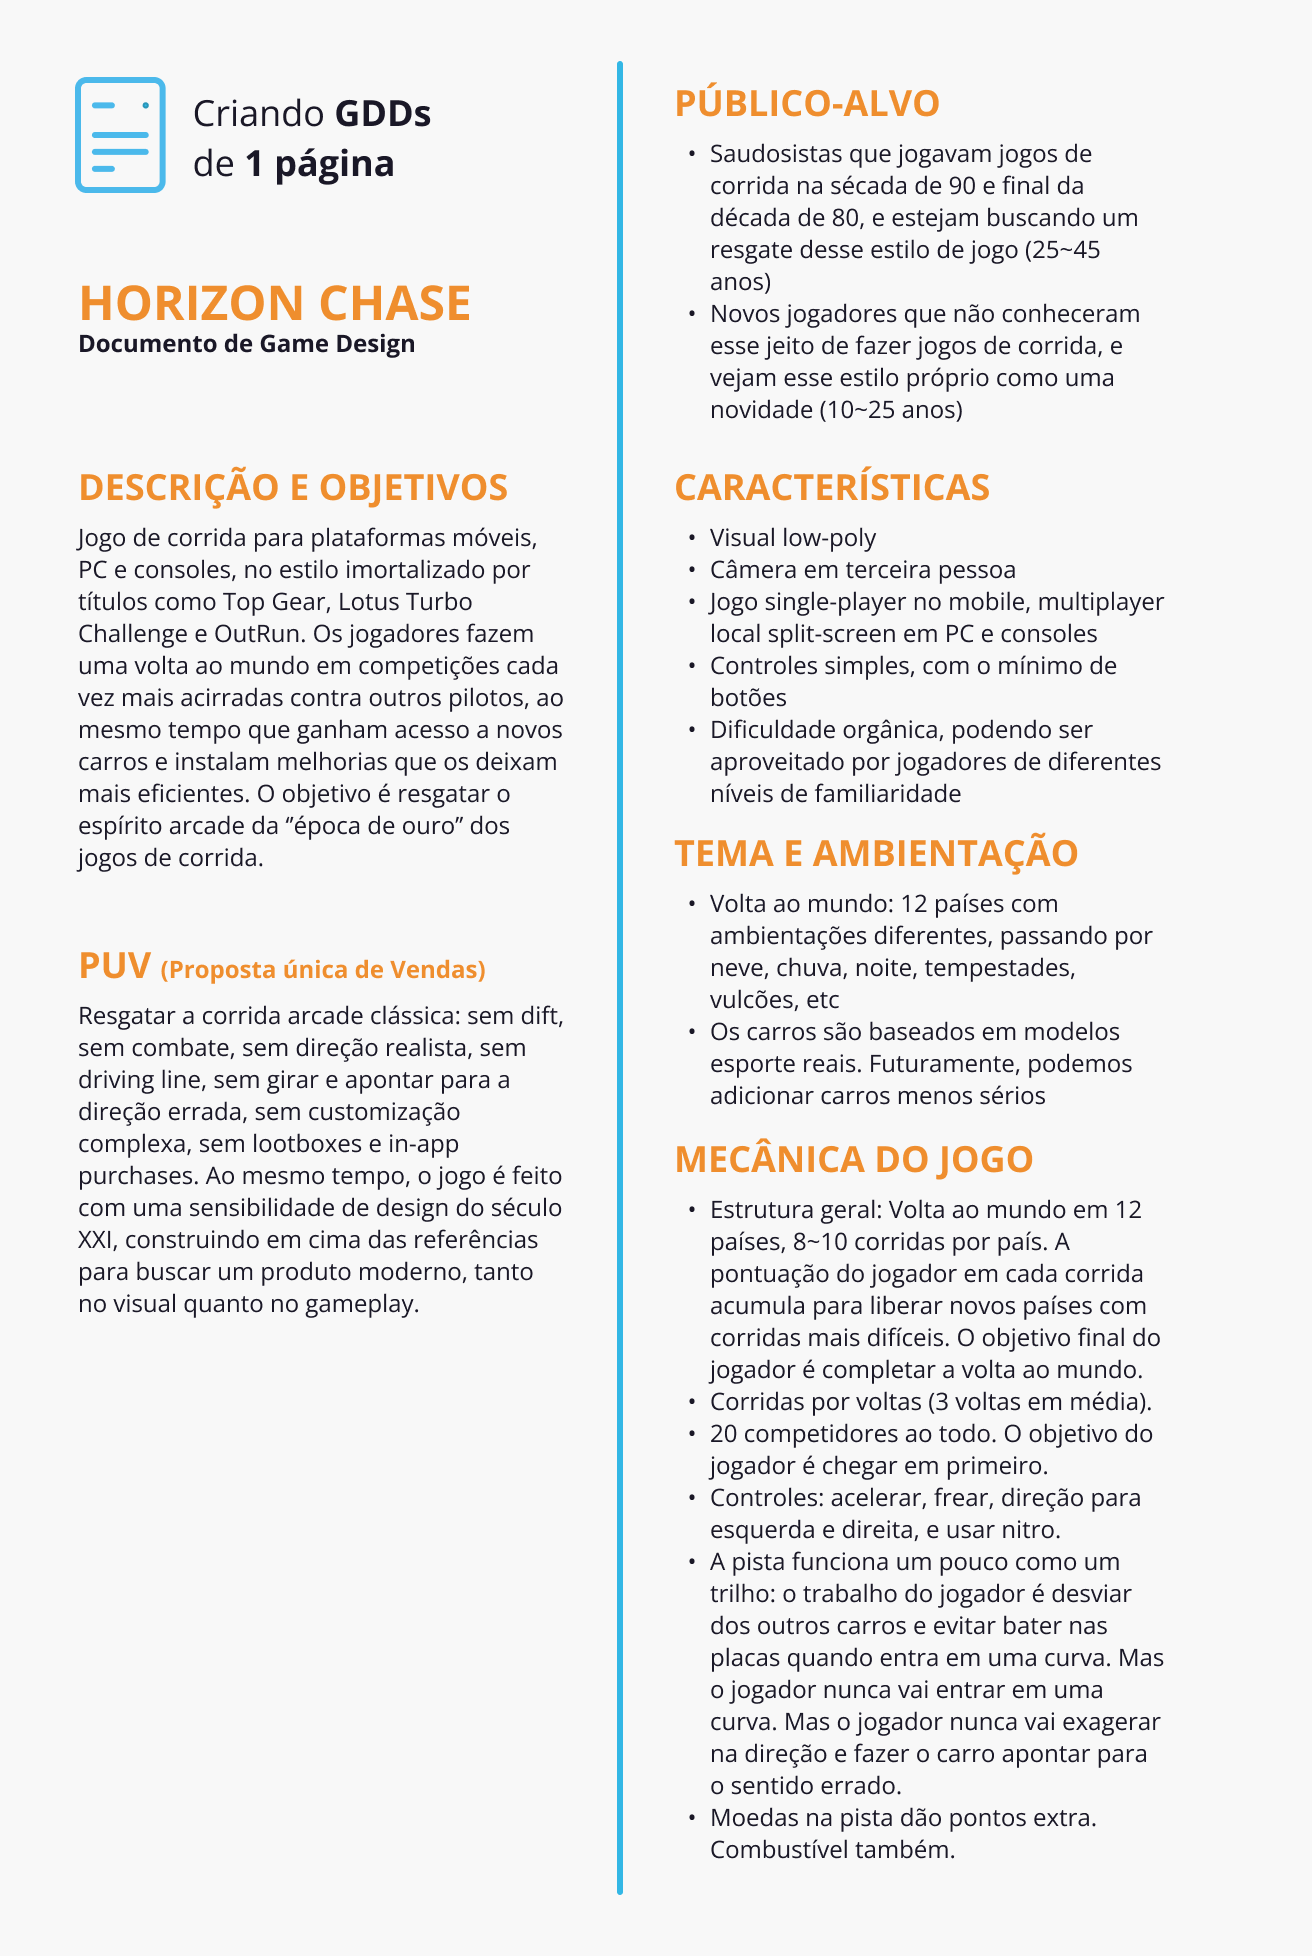 Criando GDDs
de 1 página
HORIZON CHASE
Documento de Game Design
DESCRIÇÃO E OBJETIVOS
Jogo de corrida para plataformas móveis,
PC e consoles, no estilo imortalizado por
títulos como Top Gear, Lotus Turbo
Challenge e OutRun. Os jogadores fazem
uma volta ao mundo em competições cada
vez mais acirradas contra outros pilotos, ao
mesmo tempo que ganham acesso a novos
carros e instalam melhorias que os deixam
mais eficientes. O objetivo é resgatar o
espírito arcade da “época de ouro” dos
jogos de corrida.
PUV (Proposta única de Vendas)
Resgatar a corrida arcade clássica: sem dift,
sem combate, sem direção realista, sem
driving line, sem girar e apontar para a
direção errada, sem customização
complexa, sem lootboxes e in-app
purchases. Ao mesmo tempo, o jogo é feito
com uma sensibilidade de design do século
XXI, construindo em cima das referências
para buscar um produto moderno, tanto
no visual quanto no gameplay.
PÚBLICO-ALVO
• Saudosistas que jogavam jogos de
corrida na sécada de 90 e final da
década de 80, e estejam buscando um
resgate desse estilo de jogo (25~45
anos)
• Novos jogadores que não conheceram
esse jeito de fazer jogos de corrida, e
vejam esse estilo próprio como uma
novidade (10~25 anos)
CARACTERÍSTICAS
• Visual low-poly
• Câmera em terceira pessoa
• Jogo single-player no mobile, multiplayer
local split-screen em PC e consoles
• Controles simples, com o mínimo de
botões
• Dificuldade orgânica, podendo ser
aproveitado por jogadores de diferentes
níveis de familiaridade
TEMA E AMBIENTAÇÃO
• Volta ao mundo: 12 países com
ambientações diferentes, passando por
neve, chuva, noite, tempestades,
vulcões, etc
• Os carros são baseados em modelos
esporte reais. Futuramente, podemos
adicionar carros menos sérios
MECÂNICA DO JOGO
• Estrutura geral: Volta ao mundo em 12
países, 8~10 corridas por país. A
pontuação do jogador em cada corrida
acumula para liberar novos países com
corridas mais difíceis. O objetivo final do
jogador é completar a volta ao mundo.
• Corridas por voltas (3 voltas em média).
• 20 competidores ao todo. O objetivo do
jogador é chegar em primeiro.
• Controles: acelerar, frear, direção para
esquerda e direita, e usar nitro.
• A pista funciona um pouco como um
trilho: o trabalho do jogador é desviar
dos outros carros e evitar bater nas
placas quando entra em uma curva. Mas
o jogador nunca vai entrar em uma
curva. Mas o jogador nunca vai exagerar
na direção e fazer o carro apontar para
o sentido errado.
• Moedas na pista dão pontos extra.
Combustível também.